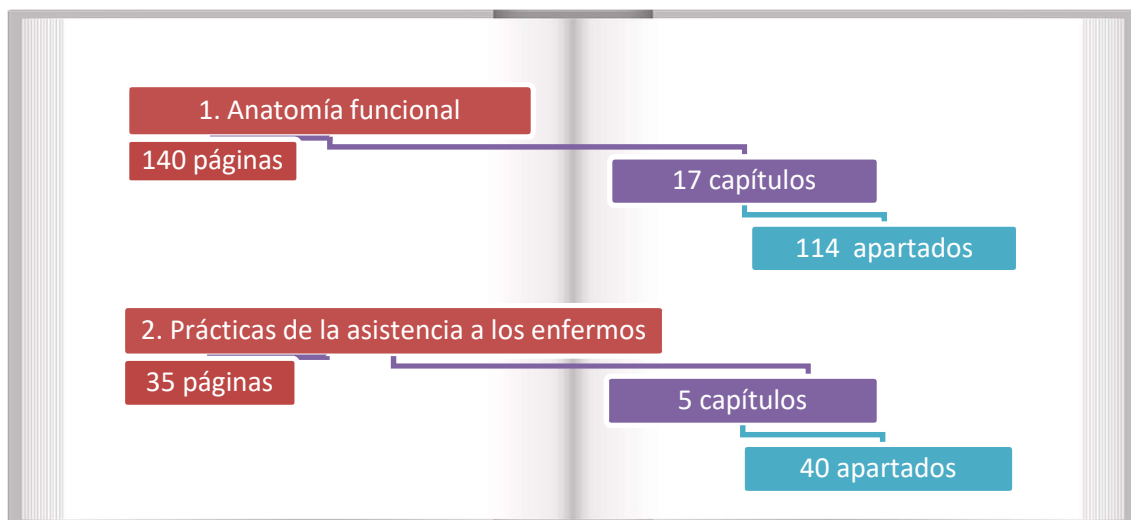 1. Anatomía funcional
140 páginas
17 capítulos
114 apartados
2. Prácticas de la asistencia a los enfermos
35 páginas
5 capítulos
40 apartados